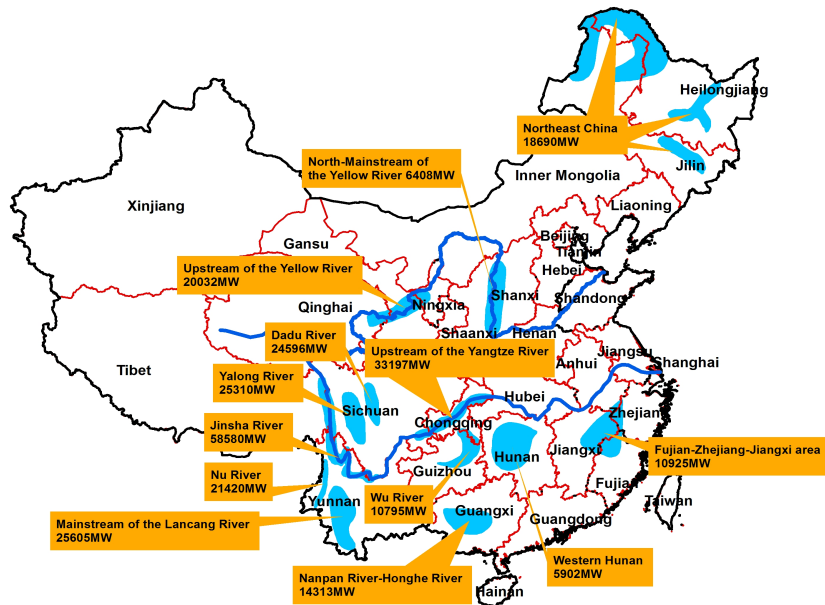 Heilongjiang
Northeast China
18690MW
Jilin
North-Mainstream of
the Yellow River 6408MW
Inner Mongolia
Xinjiang
Liaoning
Gansu
Beijing
Tianjin
Hebei
Upstream of the Yellow River
20032MW
Qinghai
Ningxia
Shanxi
Shandong
Shaanxi
Henan
Dadu River
24596MW
Upstream of the Yangtze River
33197MW
Anhui
Jiangsu
Shanghai
Tibet
Yalong River
25310MW
Sichuan
Hubei
Zhejiang
Chongqing
Jinsha River
58580MW
Hunan
Jiangxi
Fujian-Zhejiang-Jiangxi area
10925MW
Nu River
21420MW
Guizhou
Fujian
Yunnan
Wu River
10795MW
Taiwan
Guangxi
Guangdong
Mainstream of the Lancang River
25605MW
Western Hunan
5902MW
Nanpan River-Honghe River
14313MW
Hainan